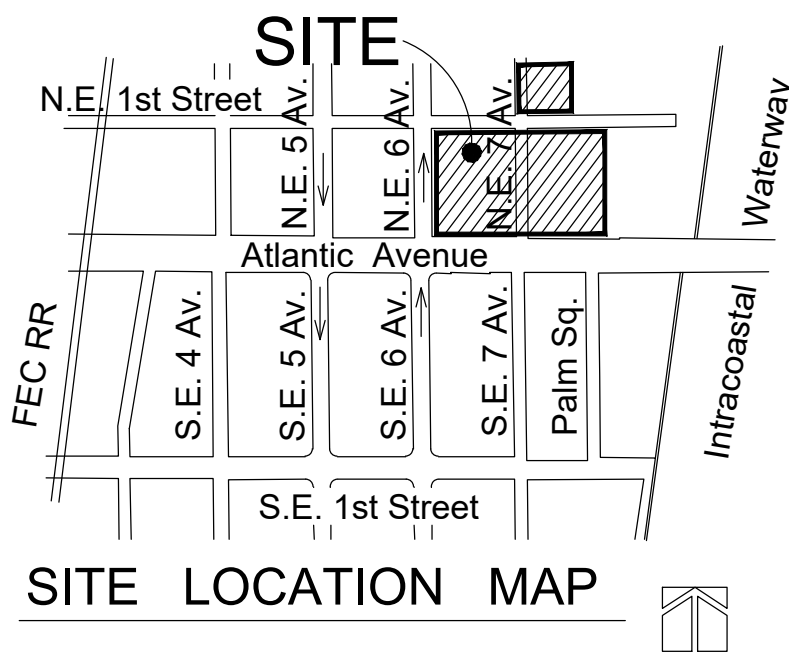 SITE
N.E. 1st Street
N.E. 5 Av.
N.E. 6 Av.
N.E. 7 Av.
Waterway
Atlantic Avenue
FEC RR
S.E. 4 Av.
S.E. 5 Av.
S.E. 6 Av.
S.E. 7 Av.
Palm Sq.
Intracoastal
S.E. 1st Street
SITE LOCATION MAP